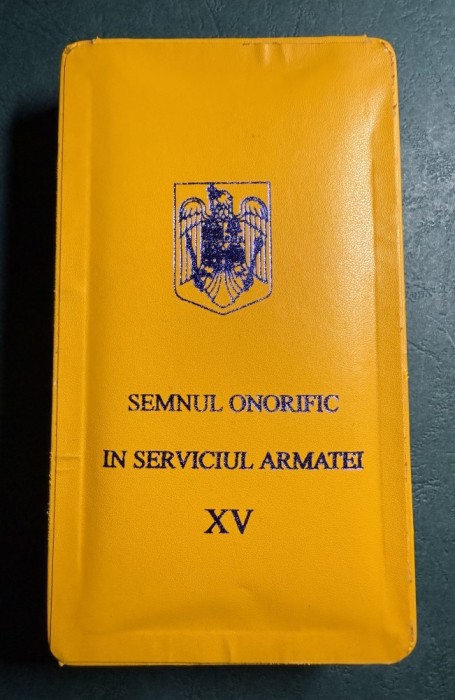 SEMNUL ONORIFIC
IN SERVICIUL ARMATEI
XV